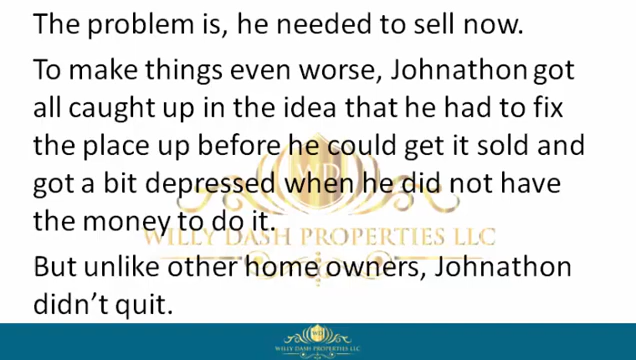 The problem is, he needed to sell now.
To make things even worse, Johnathon got
all caught up in the idea that he had to fix
the place up before he could get it sold and
got a bit depressed when he did not have
the money to do it.
WILLY DASH PROPERTIES LLC
But unlike other home owners, Johnathon
didn’t quit.
WILLY DASH PROPERTIES LLC